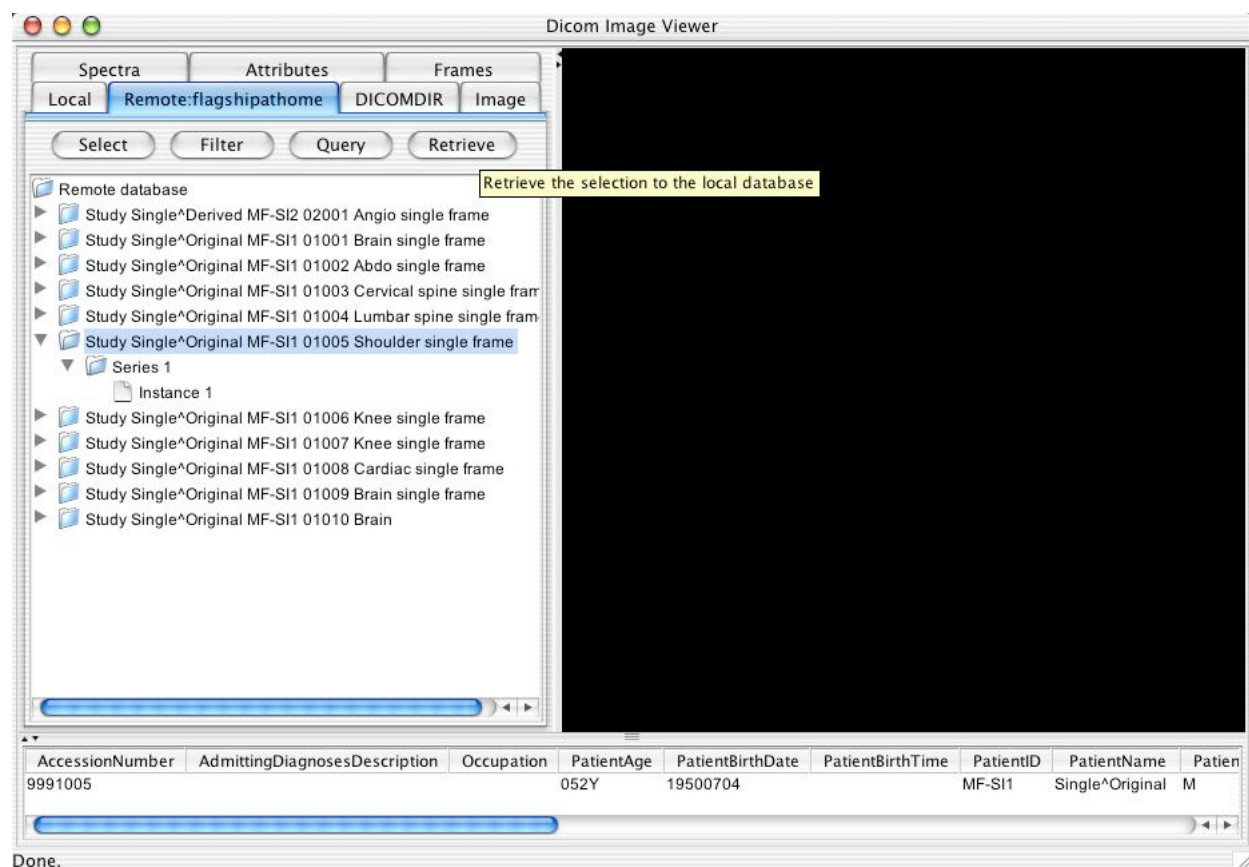 Dicom Image Viewer
Spectra Attributes Frames
Local Remote:flagshipathome DICOMDIR Image
Select Filter Query Retrieve
Retrieve the selection to the local database
Remote database
Study Single^Derived MF-SI2 02001 Angio single frame
Study Single^Original MF-SI1 01001 Brain single frame
Study Single^Original MF-SI1 01002 Abdo single frame
Study Single^Original MF-SI1 01003 Cervical spine single fram
Study Single^Original MF-SI1 01004 Lumbar spine single fram
Study Single^Original MF-SI1 01005 Shoulder single frame
Series 1
Instance 1
Study Single^Original MF-SI1 01006 Knee single frame
Study Single^Original MF-SI1 01007 Knee single frame
Study Single^Original MF-SI1 01008 Cardiac single frame
Study Single^Original MF-SI1 01009 Brain single frame
Study Single^Original MF-SI1 01010 Brain
AccessionNumber AdmittingDiagnosesDescription Occupation PatientAge PatientBirthDate PatientBirthTime PatientID PatientName Patien
9991005 052Y 19500704 MF-SI1 Single^Original M
Done.